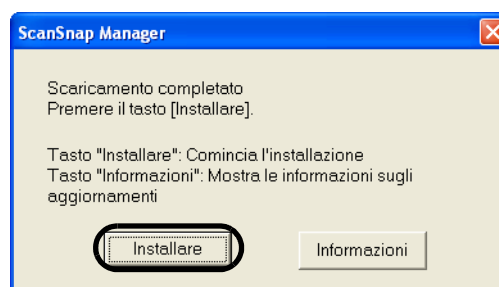 ScanSnap Manager
Scaricamento completato
Premere il tasto [Installare].
Tasto "Installare": Comincia l'installazione
Tasto "Informazioni": Mostra le informazioni sugli
aggiornamenti
Installare
Informazioni